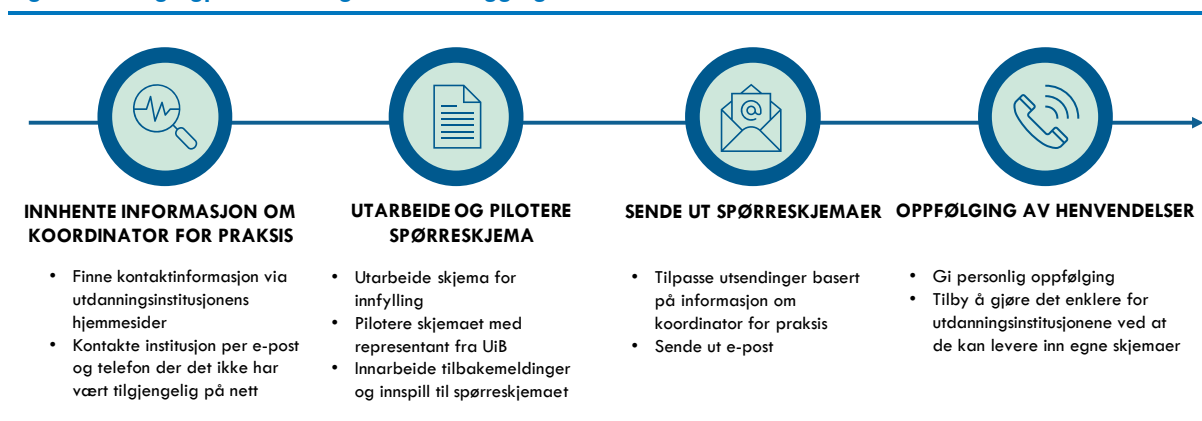 INNHENTE INFORMASJON OM
KOORDINATOR FOR PRAKSIS
• Finne kontaktinformasjon via
utdanningsinstitusjonens
hjemmesider
• Kontakte institusjon per e-post
og telefon der det ikke har
vært tilgjengelig på nett
UTARBEIDE OG PILOTERE
SPØRRESKJEMA
• Utarbeide skjema for
innfylling
• Pilotere skjemaet med
representant fra UiB
• Innarbeide tilbakemeldinger
og innspill til spørreskjemaet
SENDE UT SPØRRESKJEMAER
• Tilpasse utsendinger basert
på informasjon om
koordinator for praksis
• Sende ut e-post
OPPFØLGING AV HENVENDELSER
• Gi personlig oppfølging
• Tilby å gjøre det enklere for
utdanningsinstitusjonene ved at
de kan levere inn egne skjemaer